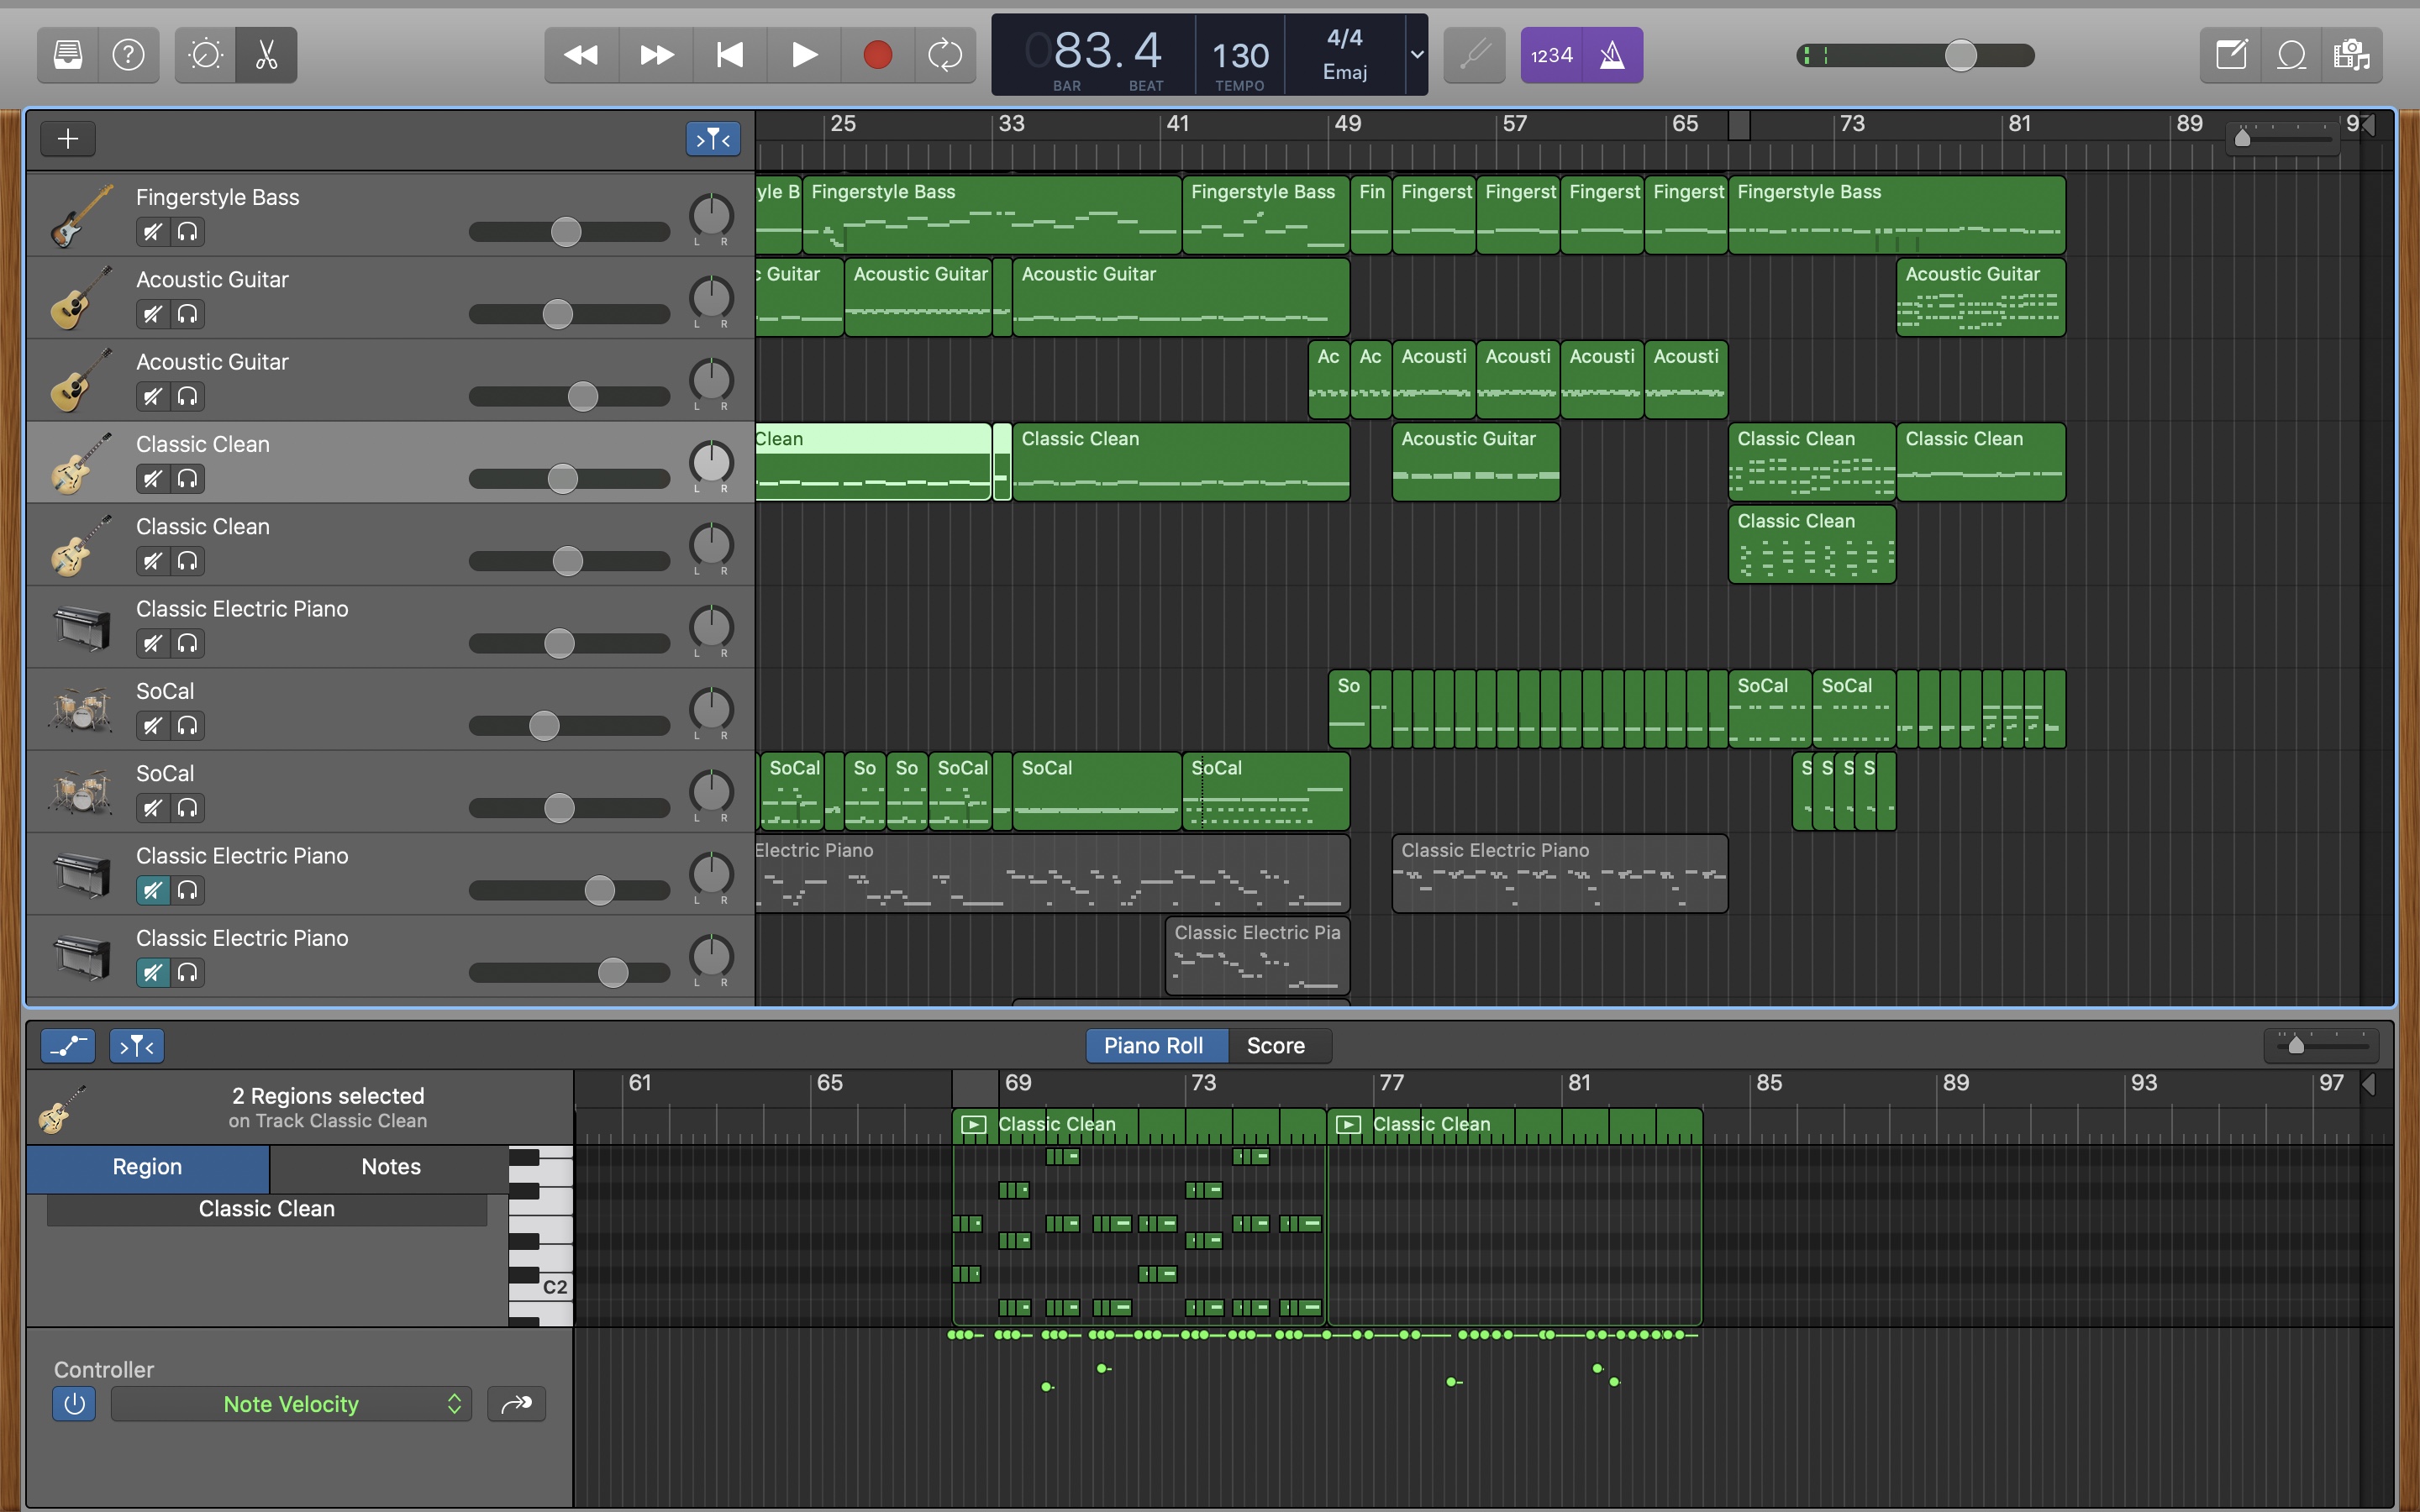 083. 4
130
4/4
Emaj
BAR
BEAT
TEMPO
1234
25
33
41
49
57
65
73
81
89
Fingerstyle Bass
L R
yle B
Fingerstyle Bass
Fingerstyle Bass
Fin
Fingerst
Fingerst
Fingerst
Fingerst
Fingerstyle Bass
Acoustic Guitar
L R
c Guitar
Acoustic Guitar
Acoustic Guitar
Acoustic Guitar
Acoustic Guitar
L R
Ac
Ac
Acousti
Acousti
Acousti
Acousti
Classic Clean
L R
Clean
Classic Clean
Acoustic Guitar
Classic Clean
Classic Clean
Classic Clean
L R
Classic Clean
Classic Electric Piano
L R
SoCal
L R
So
SoCal
SoCal
SoCal
L R
SoCal
So
So
SoCal
SoCal
SoCal
S
S
S
S
Classic Electric Piano
L R
Electric Piano
Classic Electric Piano
Classic Electric Piano
L R
Classic Electric Pia
Piano Roll
Score
2 Regions selected
on Track Classic Clean
61
65
69
73
77
81
85
89
93
97
Classic Clean
Classic Clean
Region
Notes
Classic Clean
C2
Controller
Note Velocity